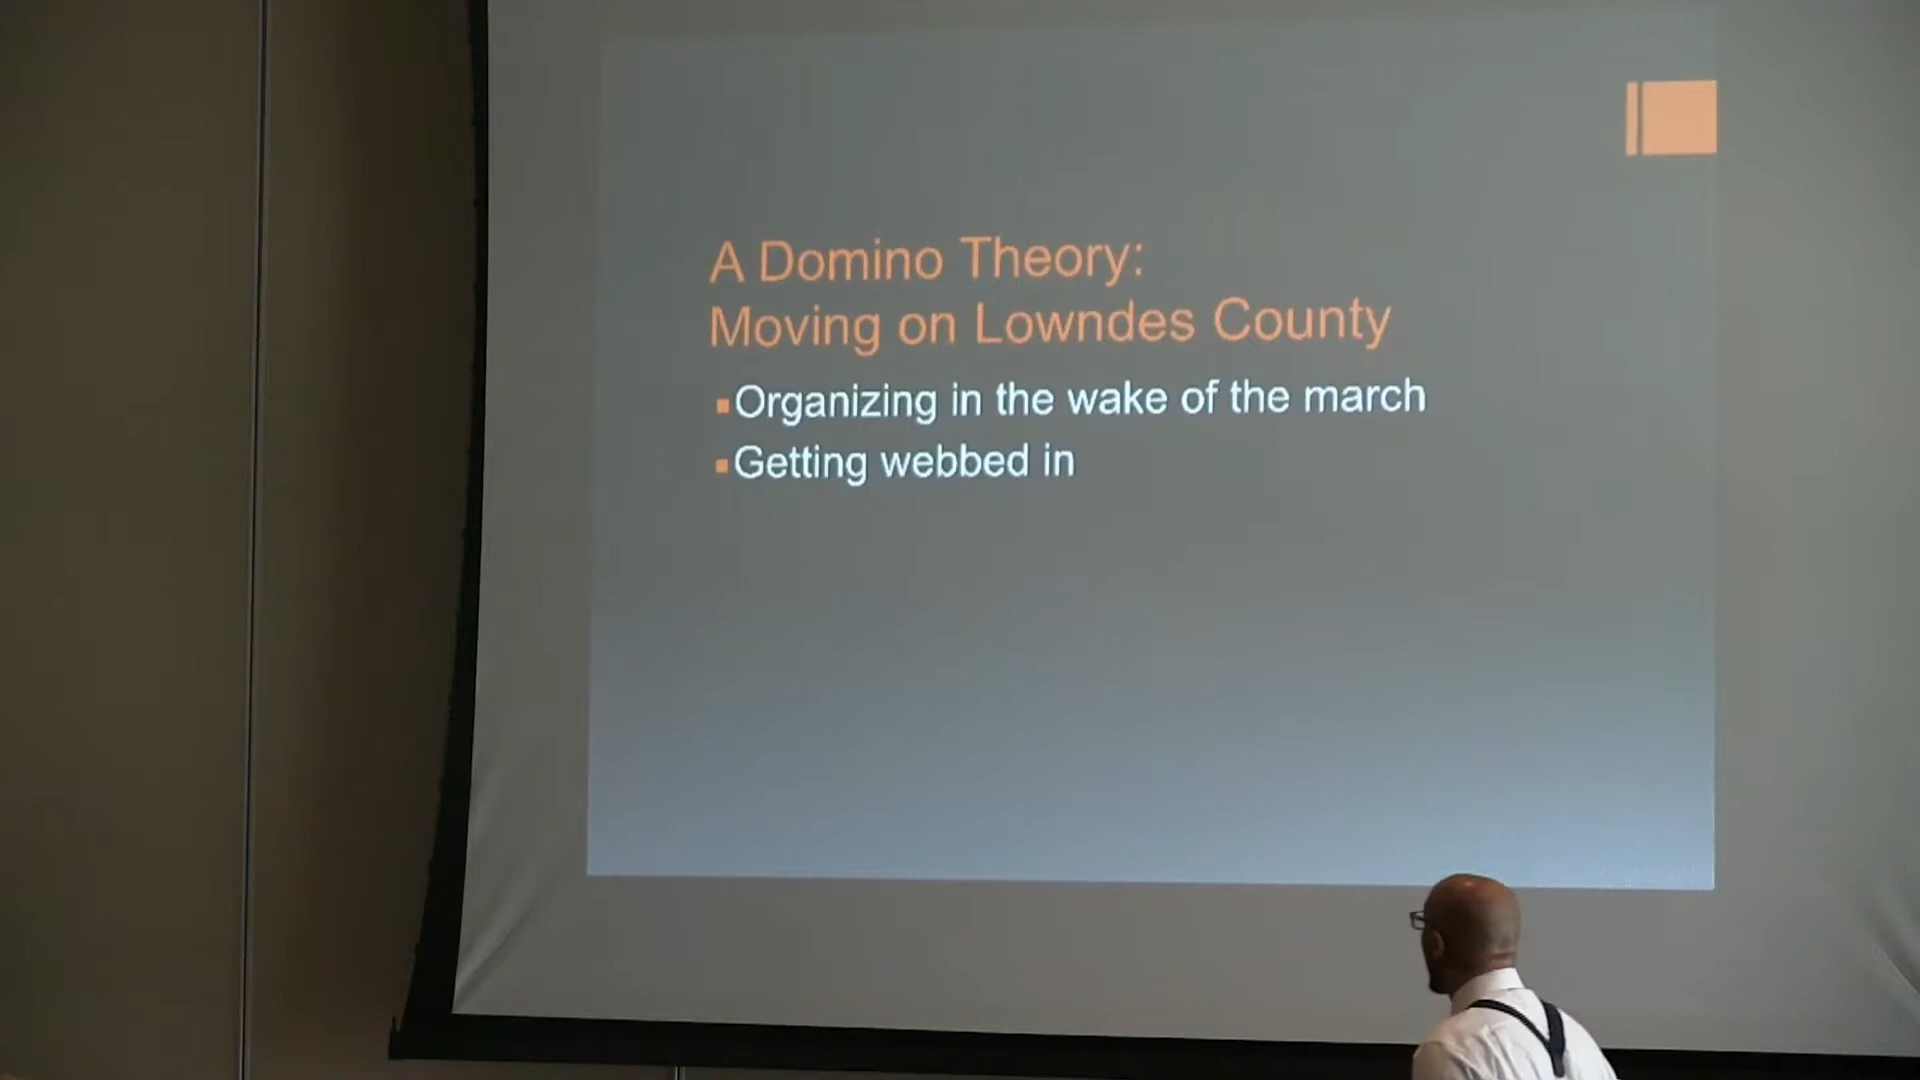 A Domino Theory:
Moving on Lowndes County
▪Organizing in the wake of the march
▪Getting webbed in